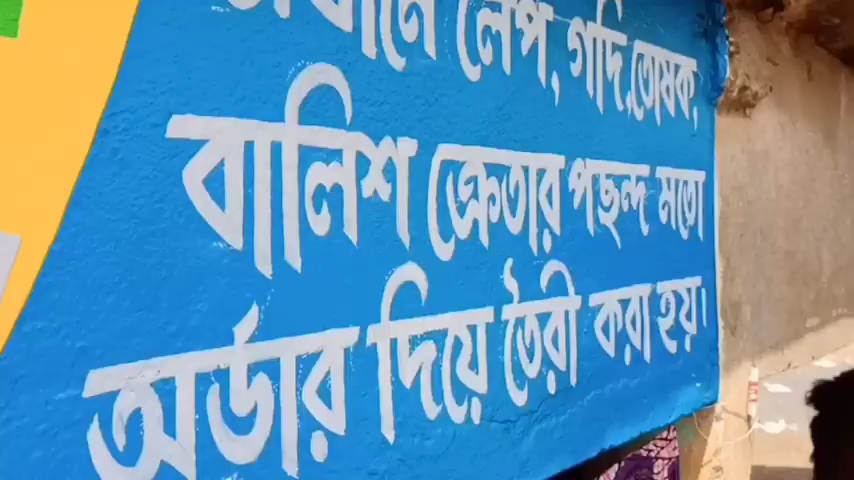 লেপ, গদি, তোষক,
বালিশ ক্রেতার পছন্দ মতো
অর্ডার দিয়ে তৈরী করা হয়।